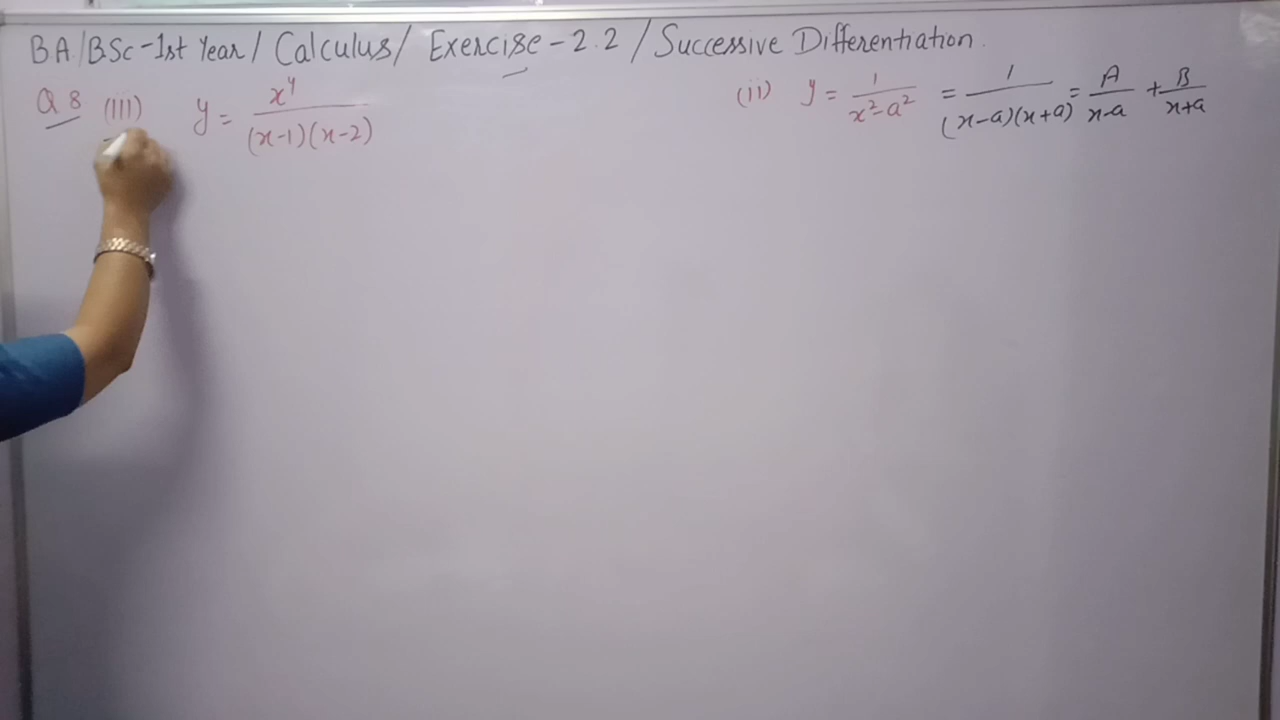 BA/BSc-1st Year/ Calculus/ Exercise-2.2 / Successive Differentiation.
Q 8 (III) y = x⁴ / (x-1)(x-2)
(ii) y = 1 / x²-a² = 1 / (x-a)(x+a) = A / x-a + B / x+a